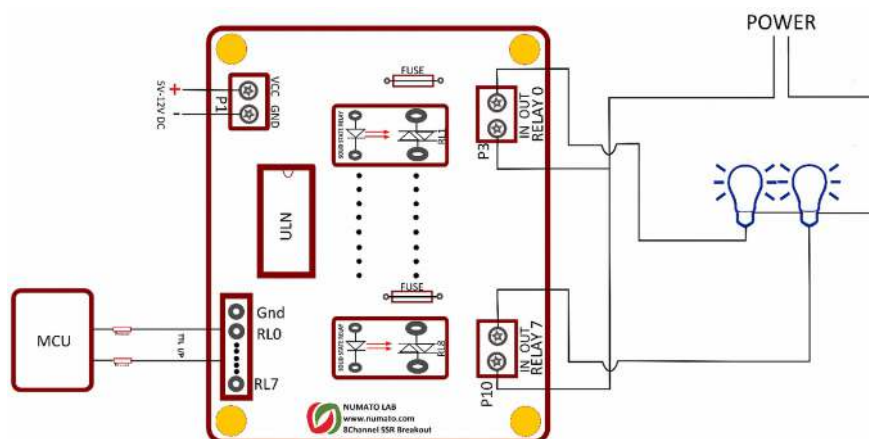 POWER
FUSE
VCC
GND
P1
5V-12V DC
+
-
SOLID STATE RELAY
RL1
P3
IN OUT
RELAY 0
ULN
MCU
TTL I/P
Gnd
RL0
RL7
FUSE
SOLID STATE RELAY
RL8
P10
IN OUT
RELAY 7
NUMATO LAB
www.numato.com
8Channel SSR Breakout